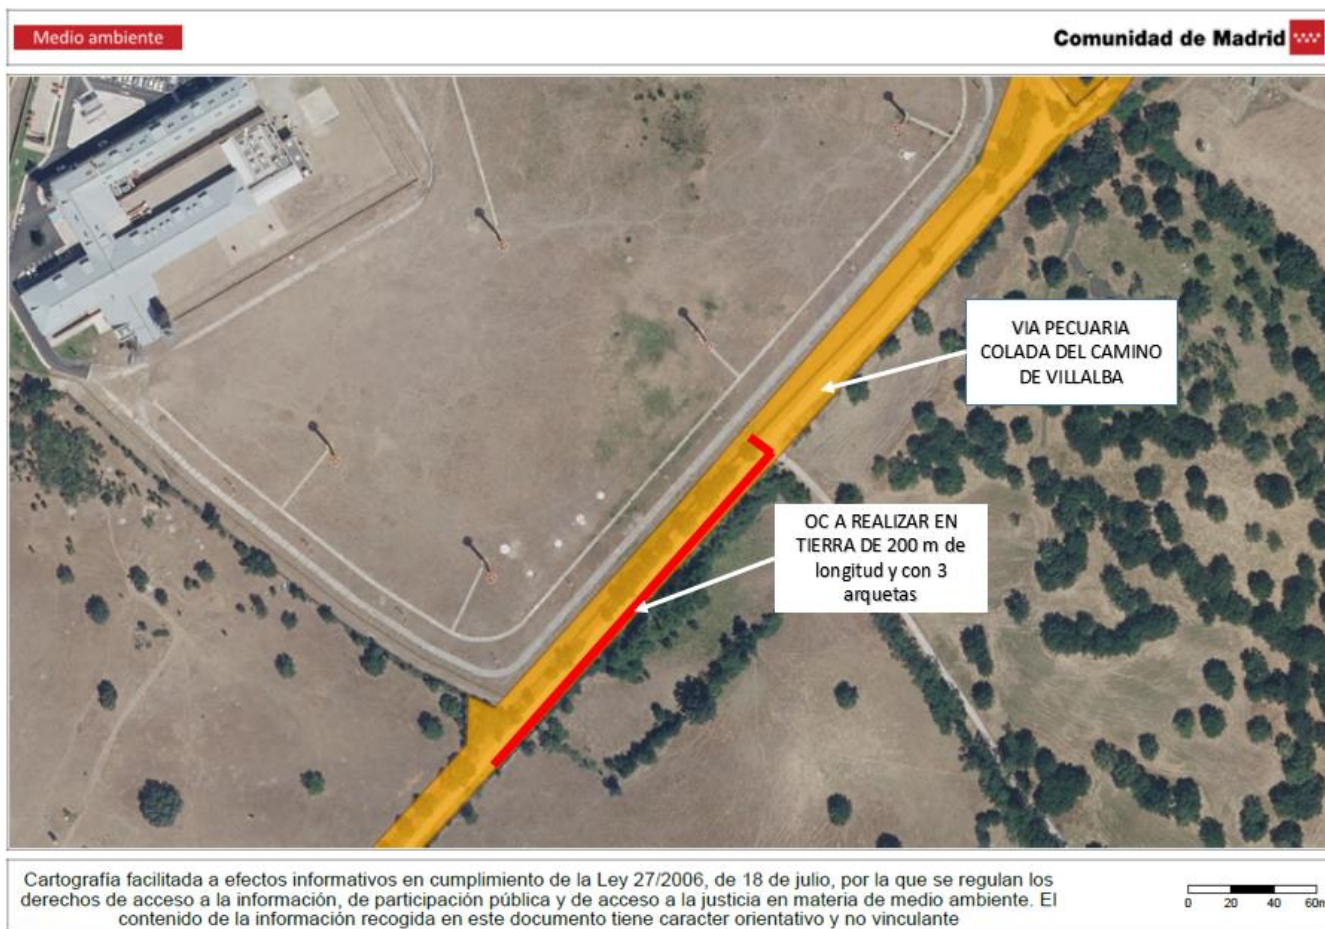 Medio ambiente
Comunidad de Madrid
VIA PECUARIA
COLADA DEL CAMINO
DE VILLALBA
OC A REALIZAR EN
TIERRA DE 200 m de
longitud y con 3
arquetas
Cartografía facilitada a efectos informativos en cumplimiento de la Ley 27/2006, de 18 de julio, por la que se regulan los
derechos de acceso a la información, de participación pública y de acceso a la justicia en materia de medio ambiente. El
contenido de la información recogida en este documento tiene caracter orientativo y no vinculante
0 20 40 60m